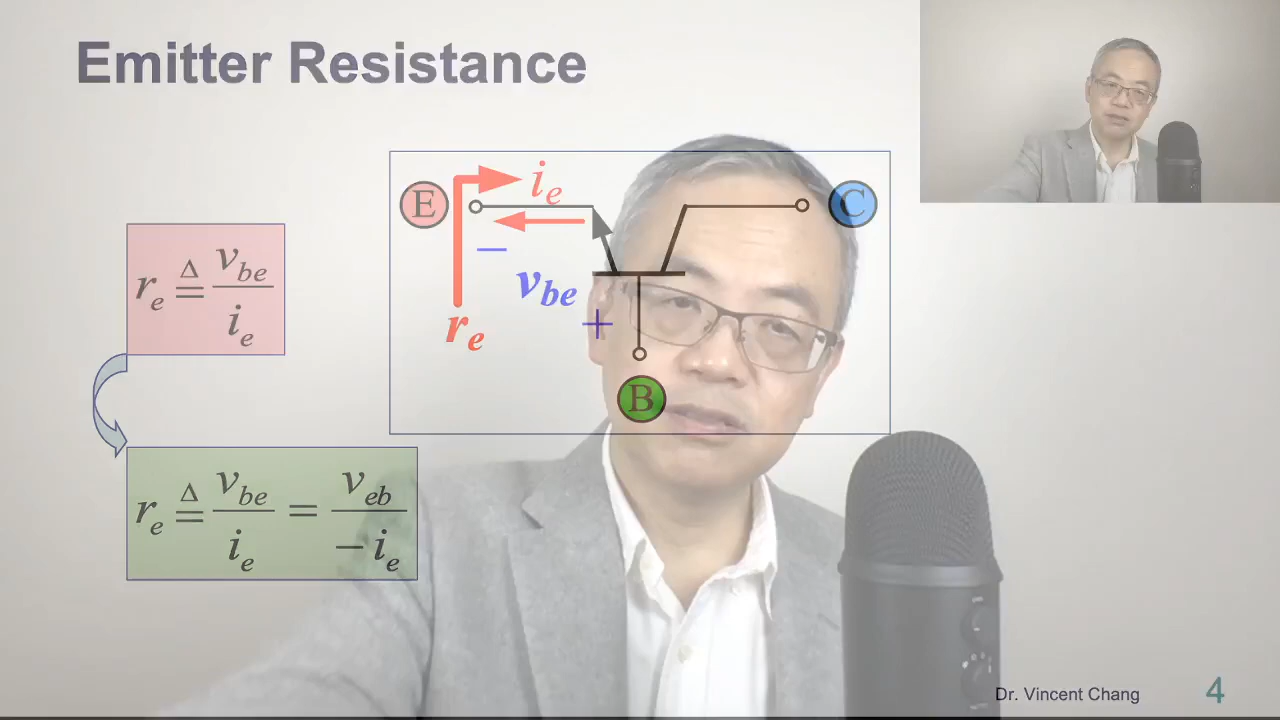 Emitter Resistance
E
i_e
C
−
v_be
+
r_e
B
r_e ≜ v_be / i_e
r_e ≜ v_be / i_e = v_eb / −i_e
Dr. Vincent Chang
4